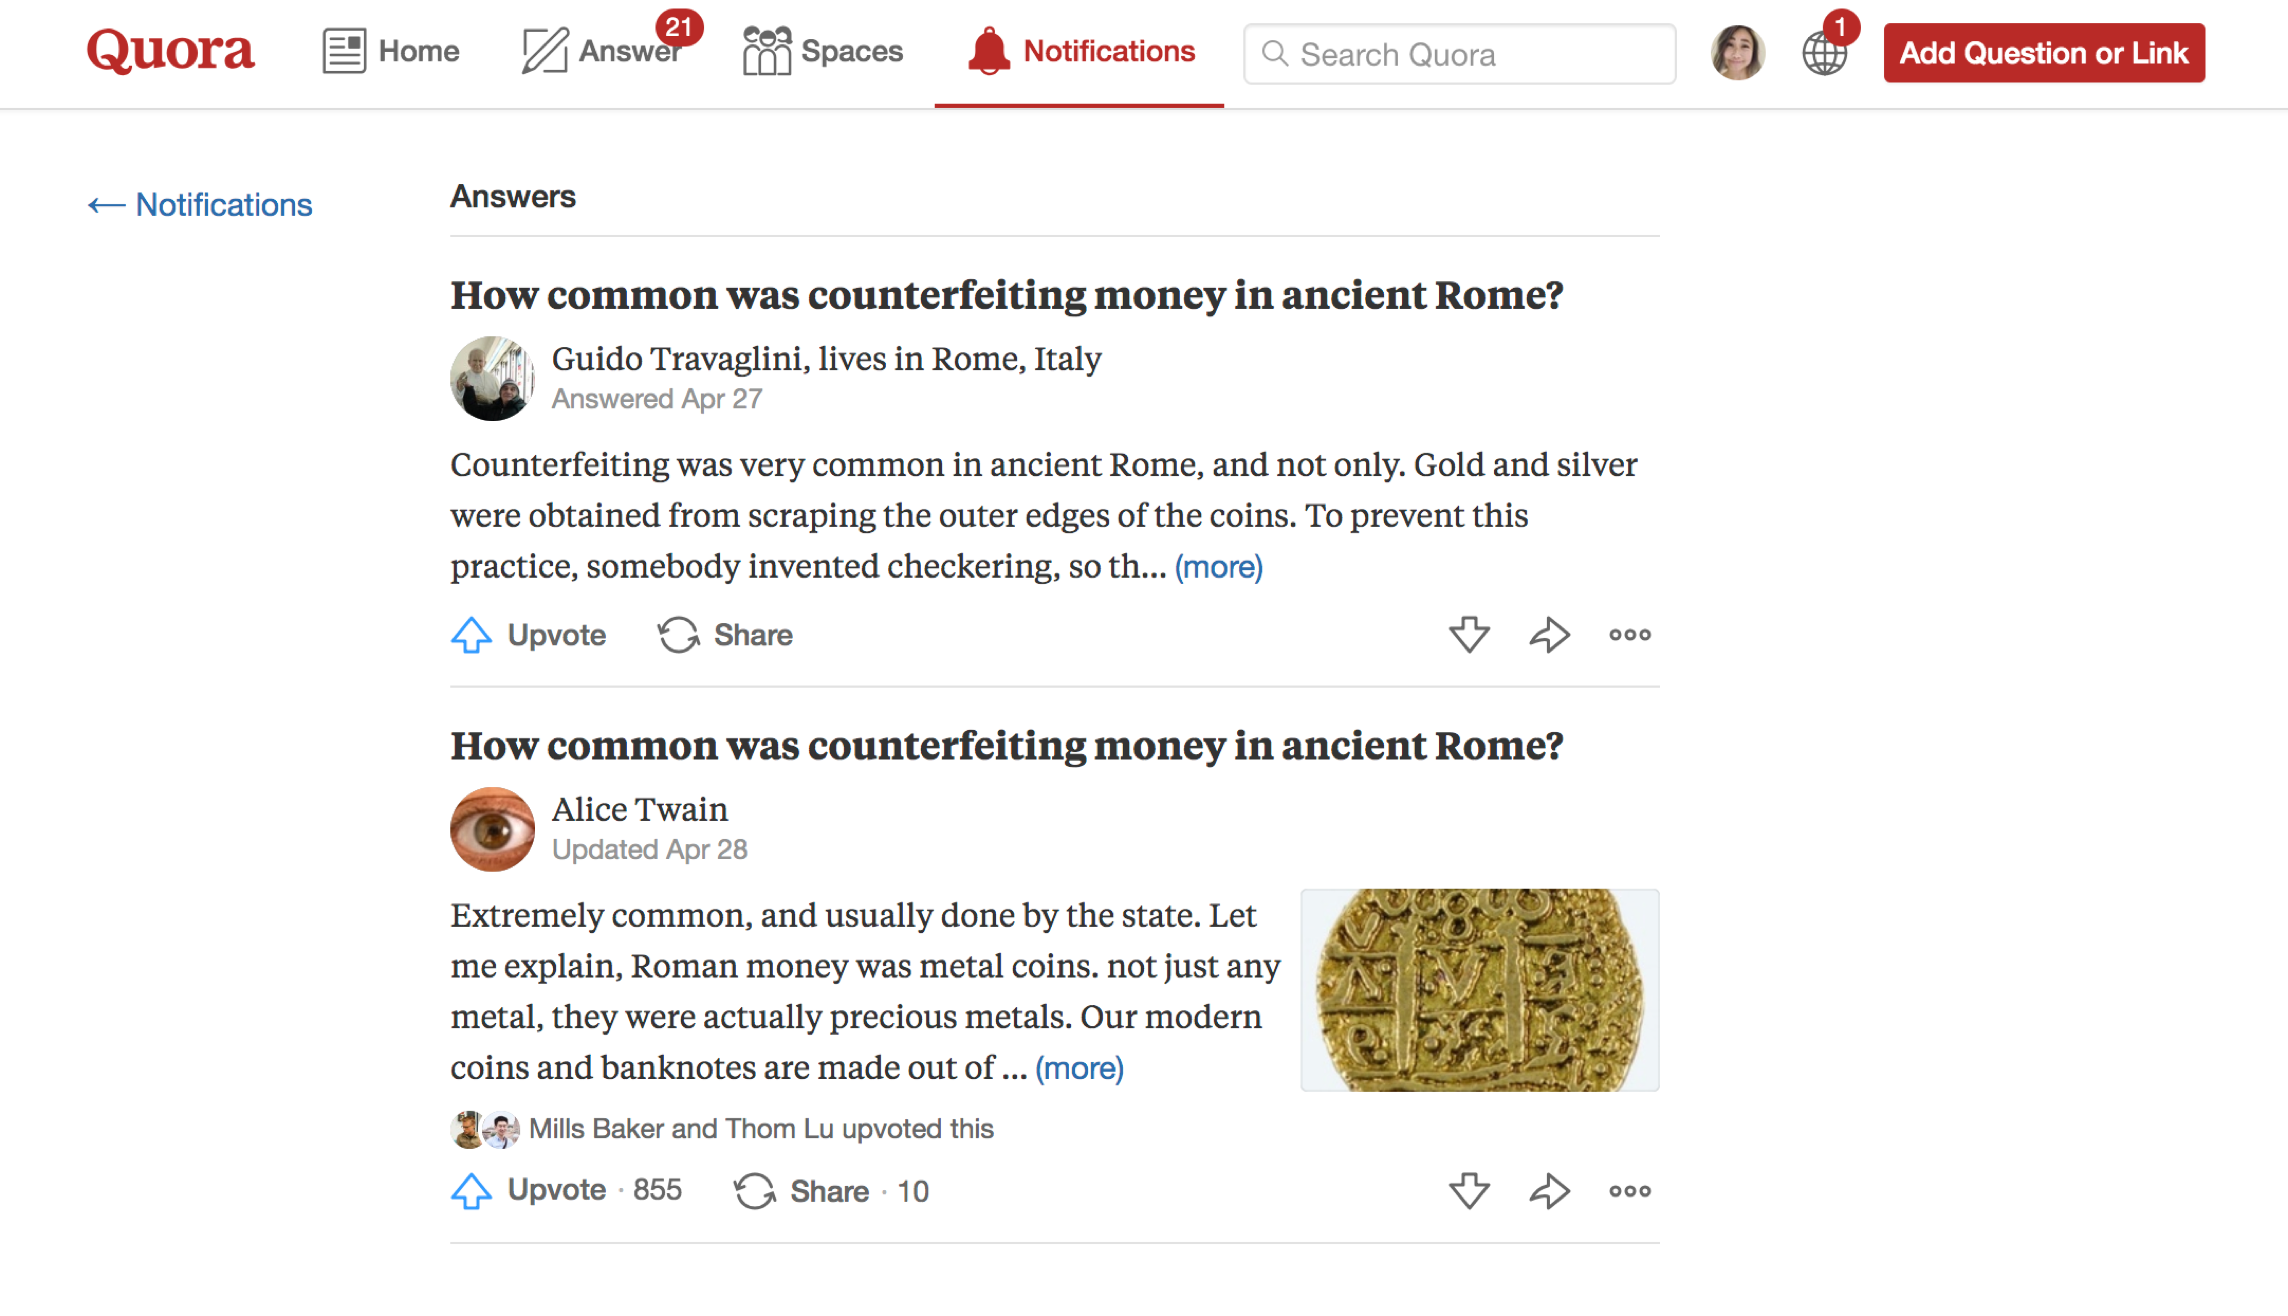 Quora
Home
Answer
21
Spaces
Notifications
Search Quora
1
Add Question or Link
← Notifications
Answers
How common was counterfeiting money in ancient Rome?
Guido Travaglini, lives in Rome, Italy
Answered Apr 27
Counterfeiting was very common in ancient Rome, and not only. Gold and silver
were obtained from scraping the outer edges of the coins. To prevent this
practice, somebody invented checkering, so th... (more)
Upvote
Share
How common was counterfeiting money in ancient Rome?
Alice Twain
Updated Apr 28
Extremely common, and usually done by the state. Let
me explain, Roman money was metal coins. not just any
metal, they were actually precious metals. Our modern
coins and banknotes are made out of ... (more)
Mills Baker and Thom Lu upvoted this
Upvote · 855
Share · 10